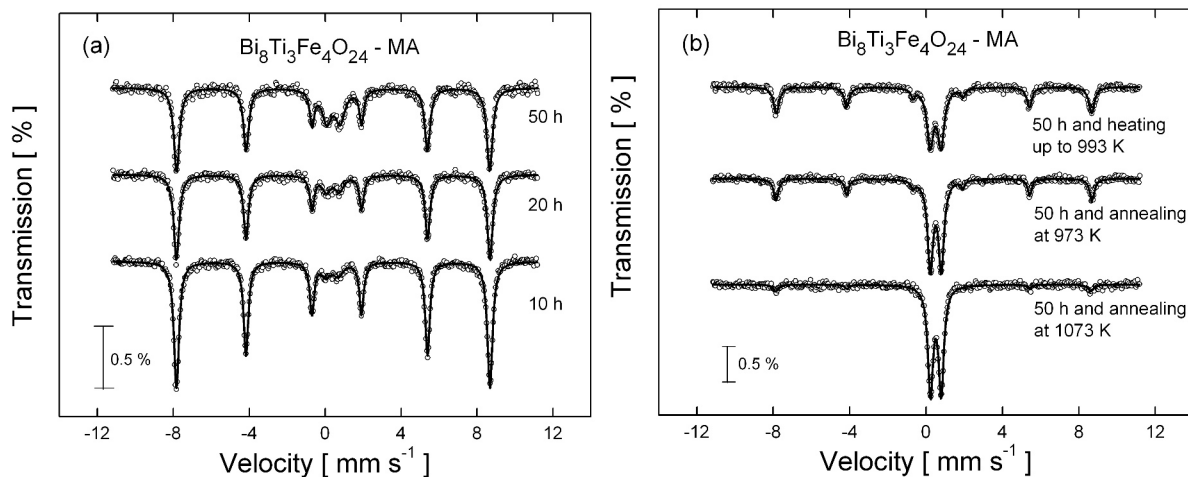 (a)
Bi₈Ti₃Fe₄O₂₄ - MA
50 h
20 h
10 h
0.5 %
Transmission [ % ]
-12 -8 -4 0 4 8 12
Velocity [ mm s⁻¹ ]
(b)
Bi₈Ti₃Fe₄O₂₄ - MA
50 h and heating
up to 993 K
50 h and annealing
at 973 K
50 h and annealing
at 1073 K
0.5 %
Transmission [ % ]
-12 -8 -4 0 4 8 12
Velocity [ mm s⁻¹ ]